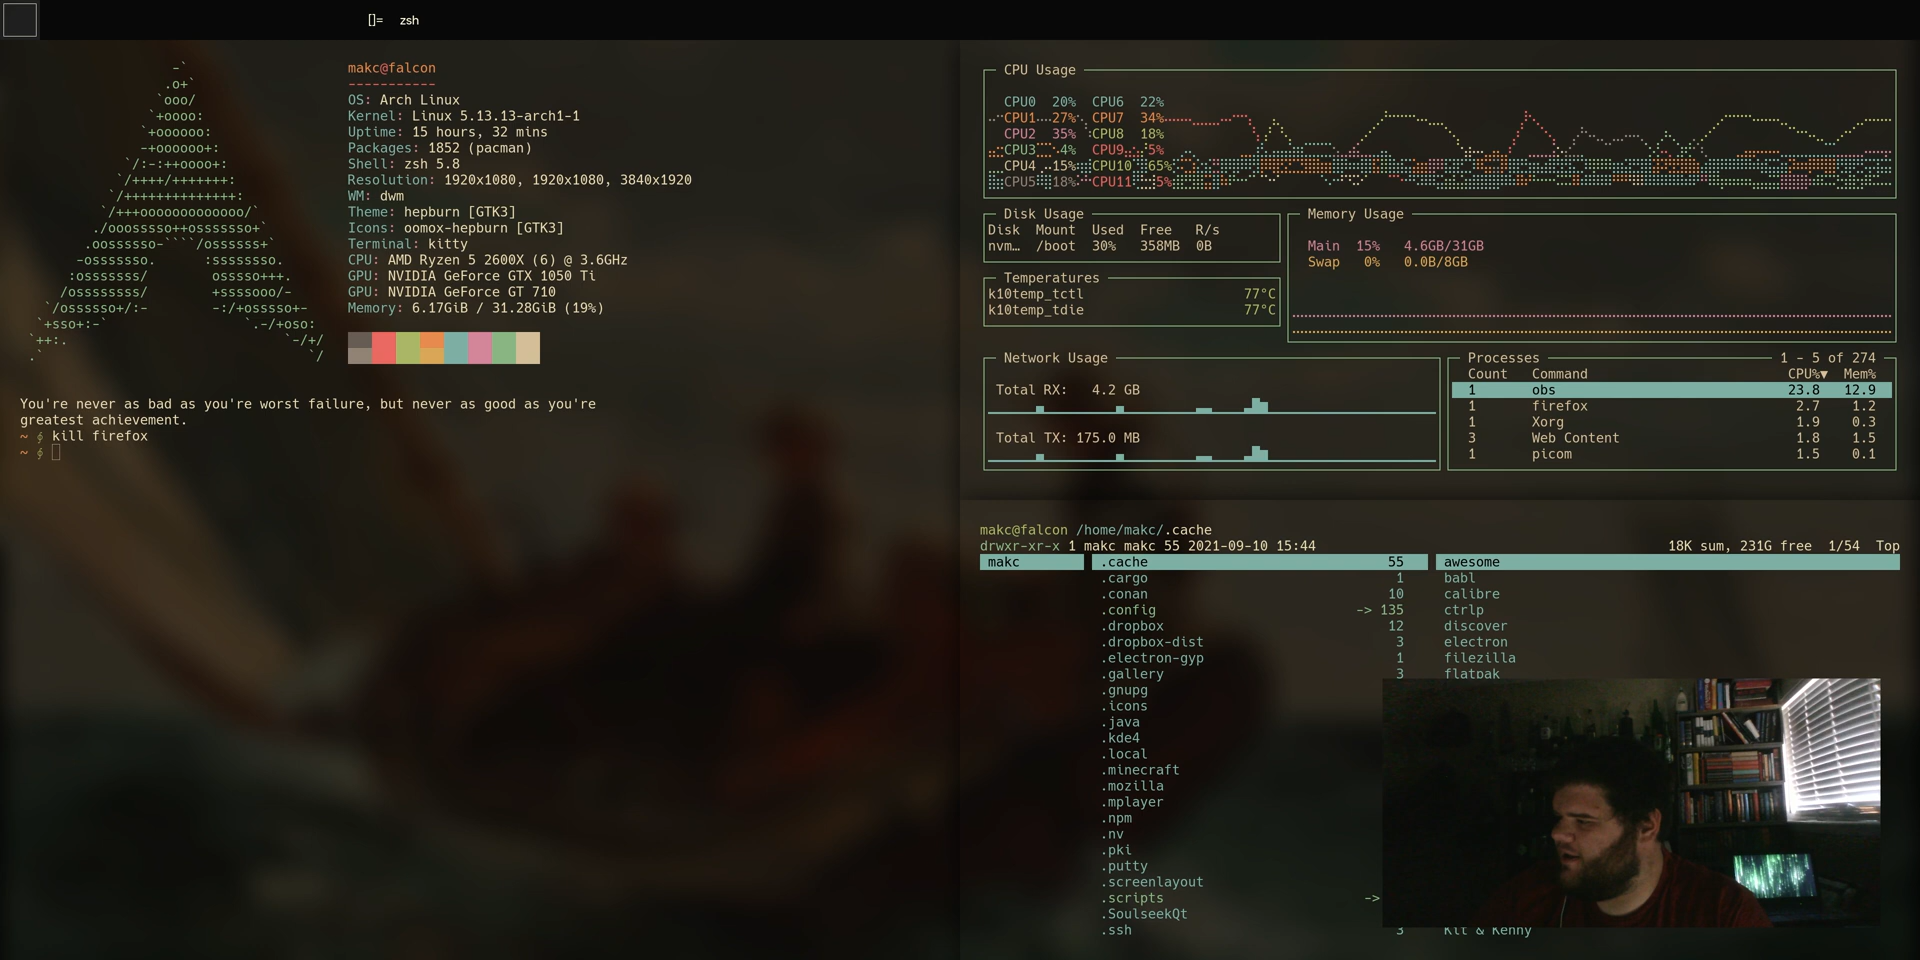 []= zsh
makc@falcon
-----------
OS: Arch Linux
Kernel: Linux 5.13.13-arch1-1
Uptime: 15 hours, 32 mins
Packages: 1852 (pacman)
Shell: zsh 5.8
Resolution: 1920x1080, 1920x1080, 3840x1920
WM: dwm
Theme: hepburn [GTK3]
Icons: oomox-hepburn [GTK3]
Terminal: kitty
CPU: AMD Ryzen 5 2600X (6) @ 3.6GHz
GPU: NVIDIA GeForce GTX 1050 Ti
GPU: NVIDIA GeForce GT 710
Memory: 6.17GiB / 31.28GiB (19%)
You're never as bad as you're worst failure, but never as good as you're
greatest achievement.
~ ∮ kill firefox
~ ∮
CPU Usage
CPU0 20% CPU6 22%
CPU1 27% CPU7 34%
CPU2 35% CPU8 18%
CPU3 4% CPU9 5%
CPU4 15% CPU10 65%
CPU5 18% CPU11 5%
Disk Usage
Disk Mount Used Free R/s
nvm… /boot 30% 358MB 0B
Temperatures
k10temp_tctl 77°C
k10temp_tdie 77°C
Memory Usage
Main 15% 4.6GB/31GB
Swap 0% 0.0B/8GB
Network Usage
Total RX: 4.2 GB
Total TX: 175.0 MB
Processes 1 - 5 of 274
Count Command CPU%▼ Mem%
1 obs 23.8 12.9
1 firefox 2.7 1.2
1 Xorg 1.9 0.3
3 Web Content 1.8 1.5
1 picom 1.5 0.1
makc@falcon /home/makc/.cache
drwxr-xr-x 1 makc makc 55 2021-09-10 15:44 18K sum, 231G free 1/54 Top
makc .cache 55 awesome
.cargo 1 babl
.conan 10 calibre
.config -> 135 ctrlp
.dropbox 12 discover
.dropbox-dist 3 electron
.electron-gyp 1 filezilla
.gallery 3 flatpak
.gnupg
.icons
.java
.kde4
.local
.minecraft
.mozilla
.mplayer
.npm
.nv
.pki
.putty
.screenlayout
.scripts ->
.SoulseekQt
.ssh 3 Kit & Kenny